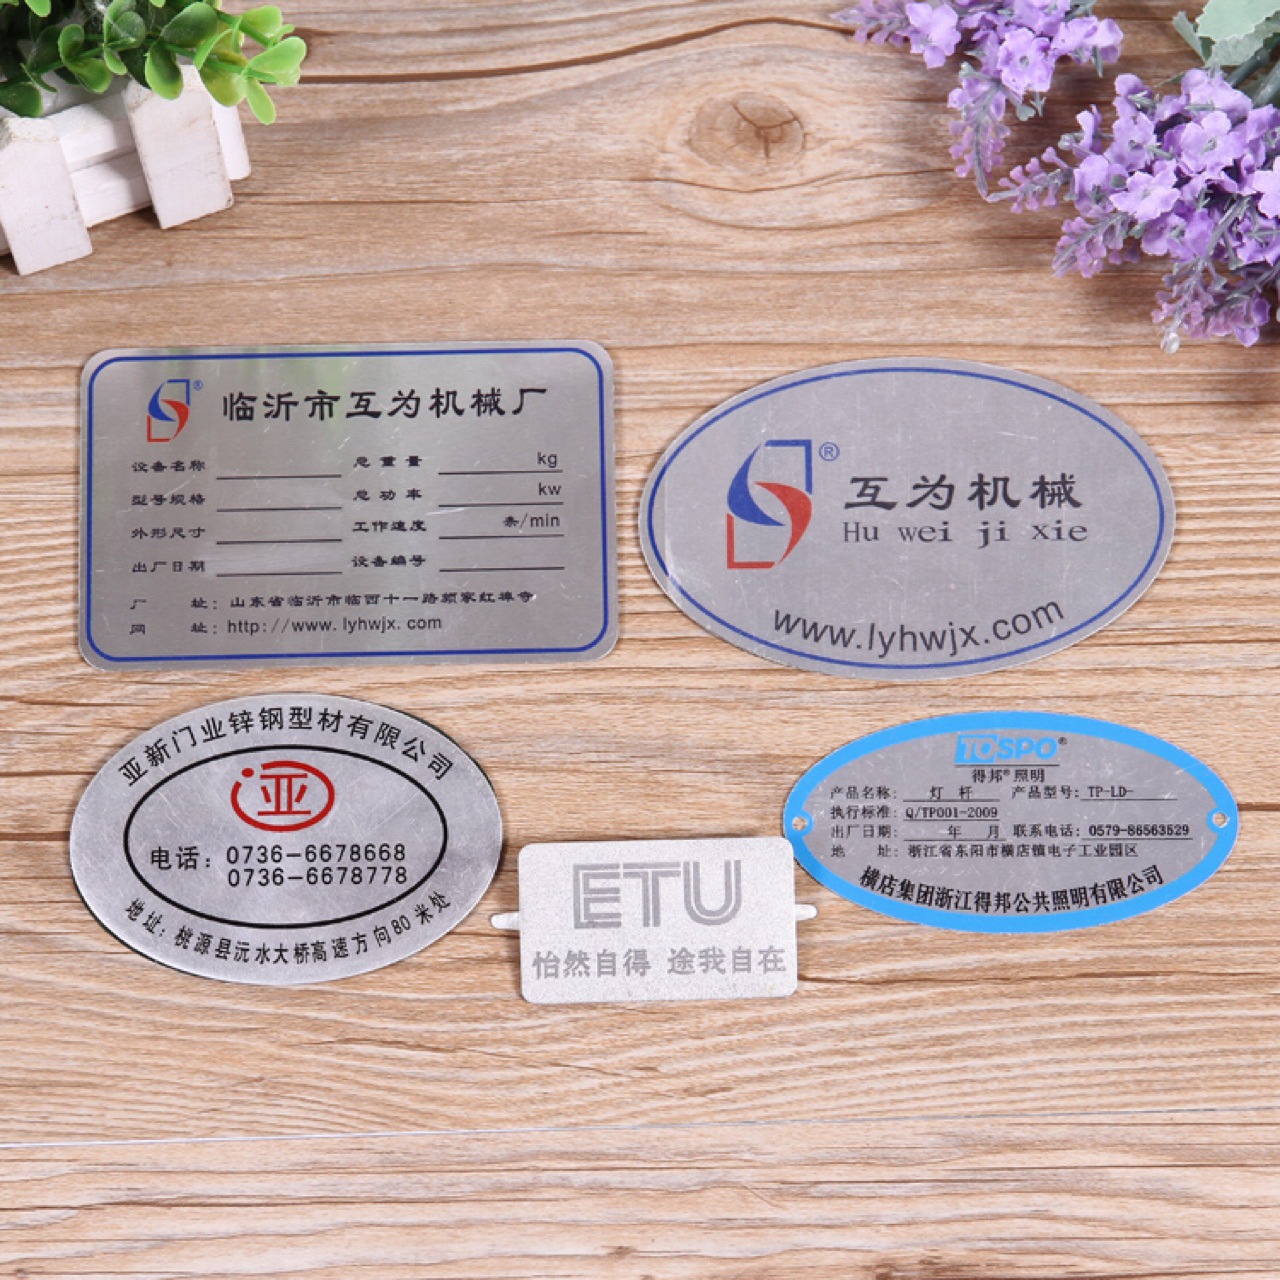 ®
临沂市互为机械厂
设备名称 总重量 kg
型号规格 总功率 kw
外形尺寸 工作速度 条/min
出厂日期 设备编号
厂 址：山东省临沂市临西十一路颜家红埠寺
网 址：http://www.lyhwjx.com
®
互为机械
Hu wei ji xie
www.lyhwjx.com
亚新门业锌钢型材有限公司
亚
电话：0736-6678668
0736-6678778
地址：桃源县沅水大桥高速方向80米处
ETU
怡然自得 途我自在
TOSPO®
得邦®照明
产品名称：灯杆 产品型号：TP-LD-
执行标准：Q/TP001-2009
出厂日期： 年 月 联系电话：0579-86563529
地 址：浙江省东阳市横店镇电子工业园区
横店集团浙江得邦公共照明有限公司